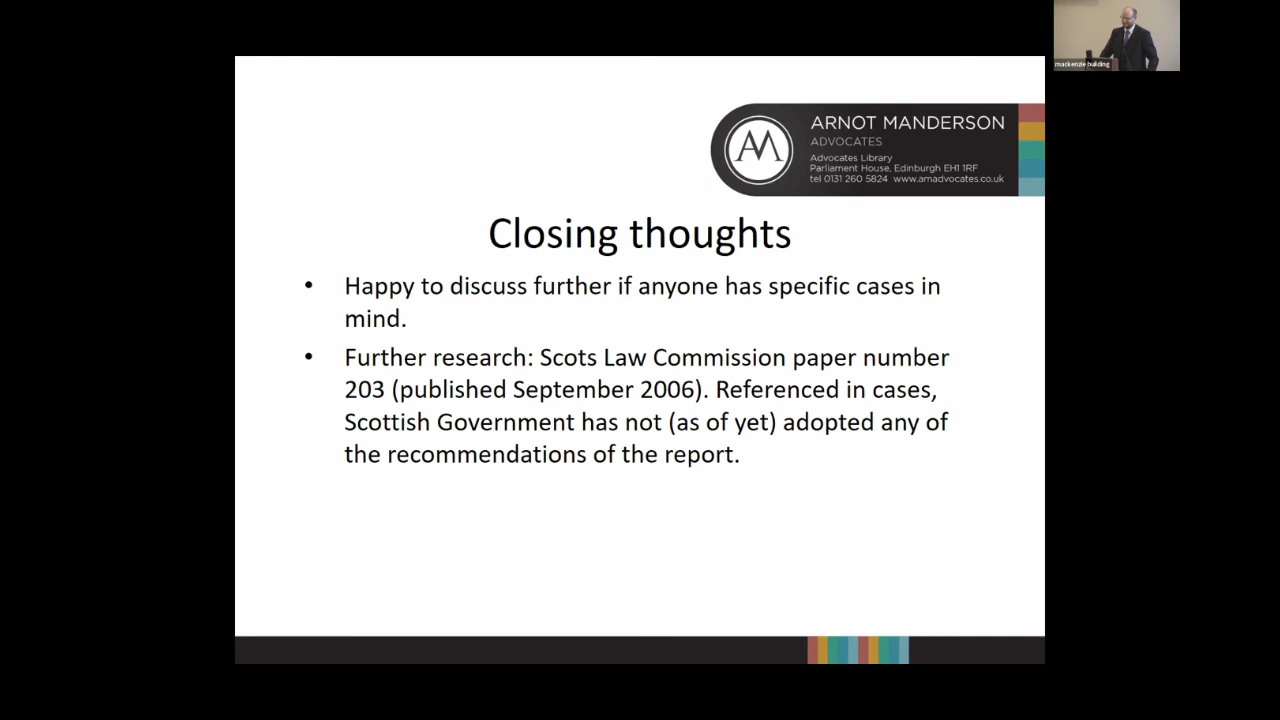 mackenzie building
AM
ARNOT MANDERSON
ADVOCATES
Advocates Library
Parliament House, Edinburgh EH1 1RF
tel 0131 260 5824 www.amadvocates.co.uk
Closing thoughts
• Happy to discuss further if anyone has specific cases in
mind.
• Further research: Scots Law Commission paper number
203 (published September 2006). Referenced in cases,
Scottish Government has not (as of yet) adopted any of
the recommendations of the report.